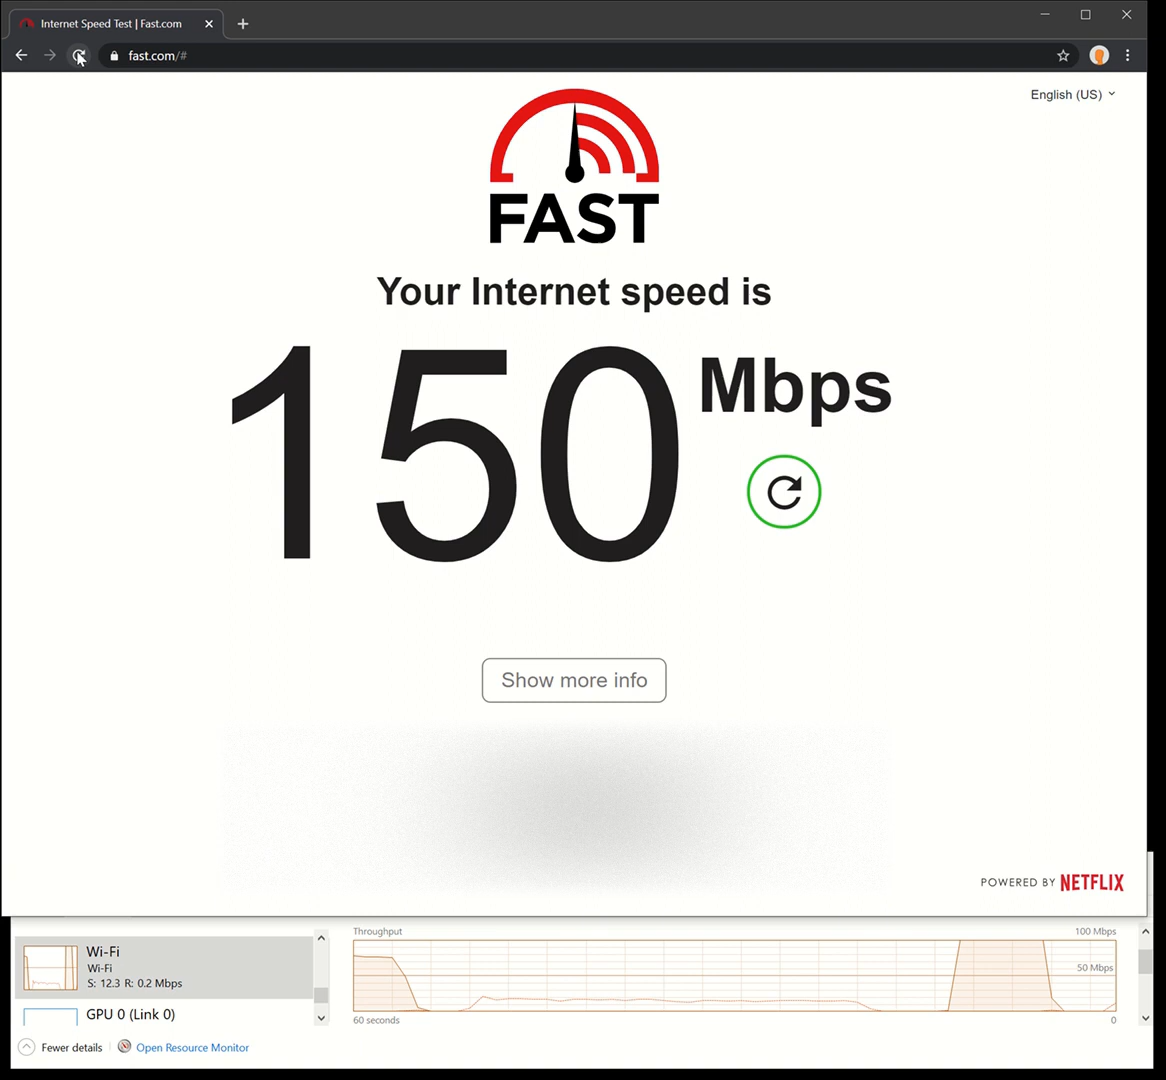 Internet Speed Test | Fast.com
fast.com/#
English (US)
FAST
Your Internet speed is
150 Mbps
Show more info
POWERED BY NETFLIX
Throughput
100 Mbps
50 Mbps
60 seconds
0
Wi-Fi
Wi-Fi
S: 12.3 R: 0.2 Mbps
GPU 0 (Link 0)
Fewer details
Open Resource Monitor